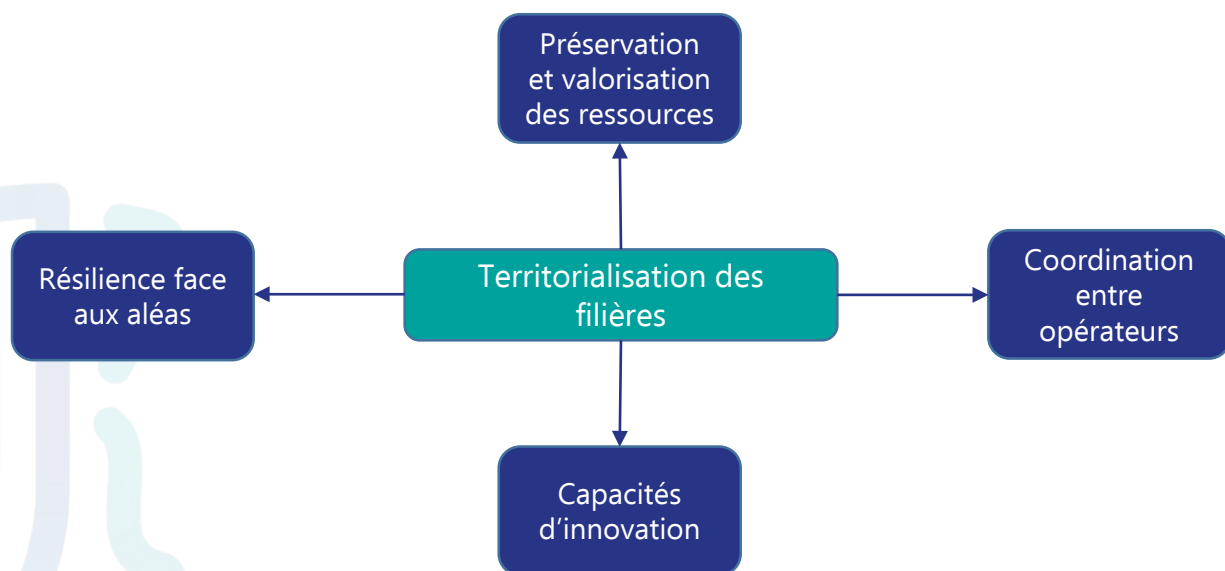 Préservation
et valorisation
des ressources
Résilience face
aux aléas
Territorialisation des
filières
Coordination
entre
opérateurs
Capacités
d’innovation